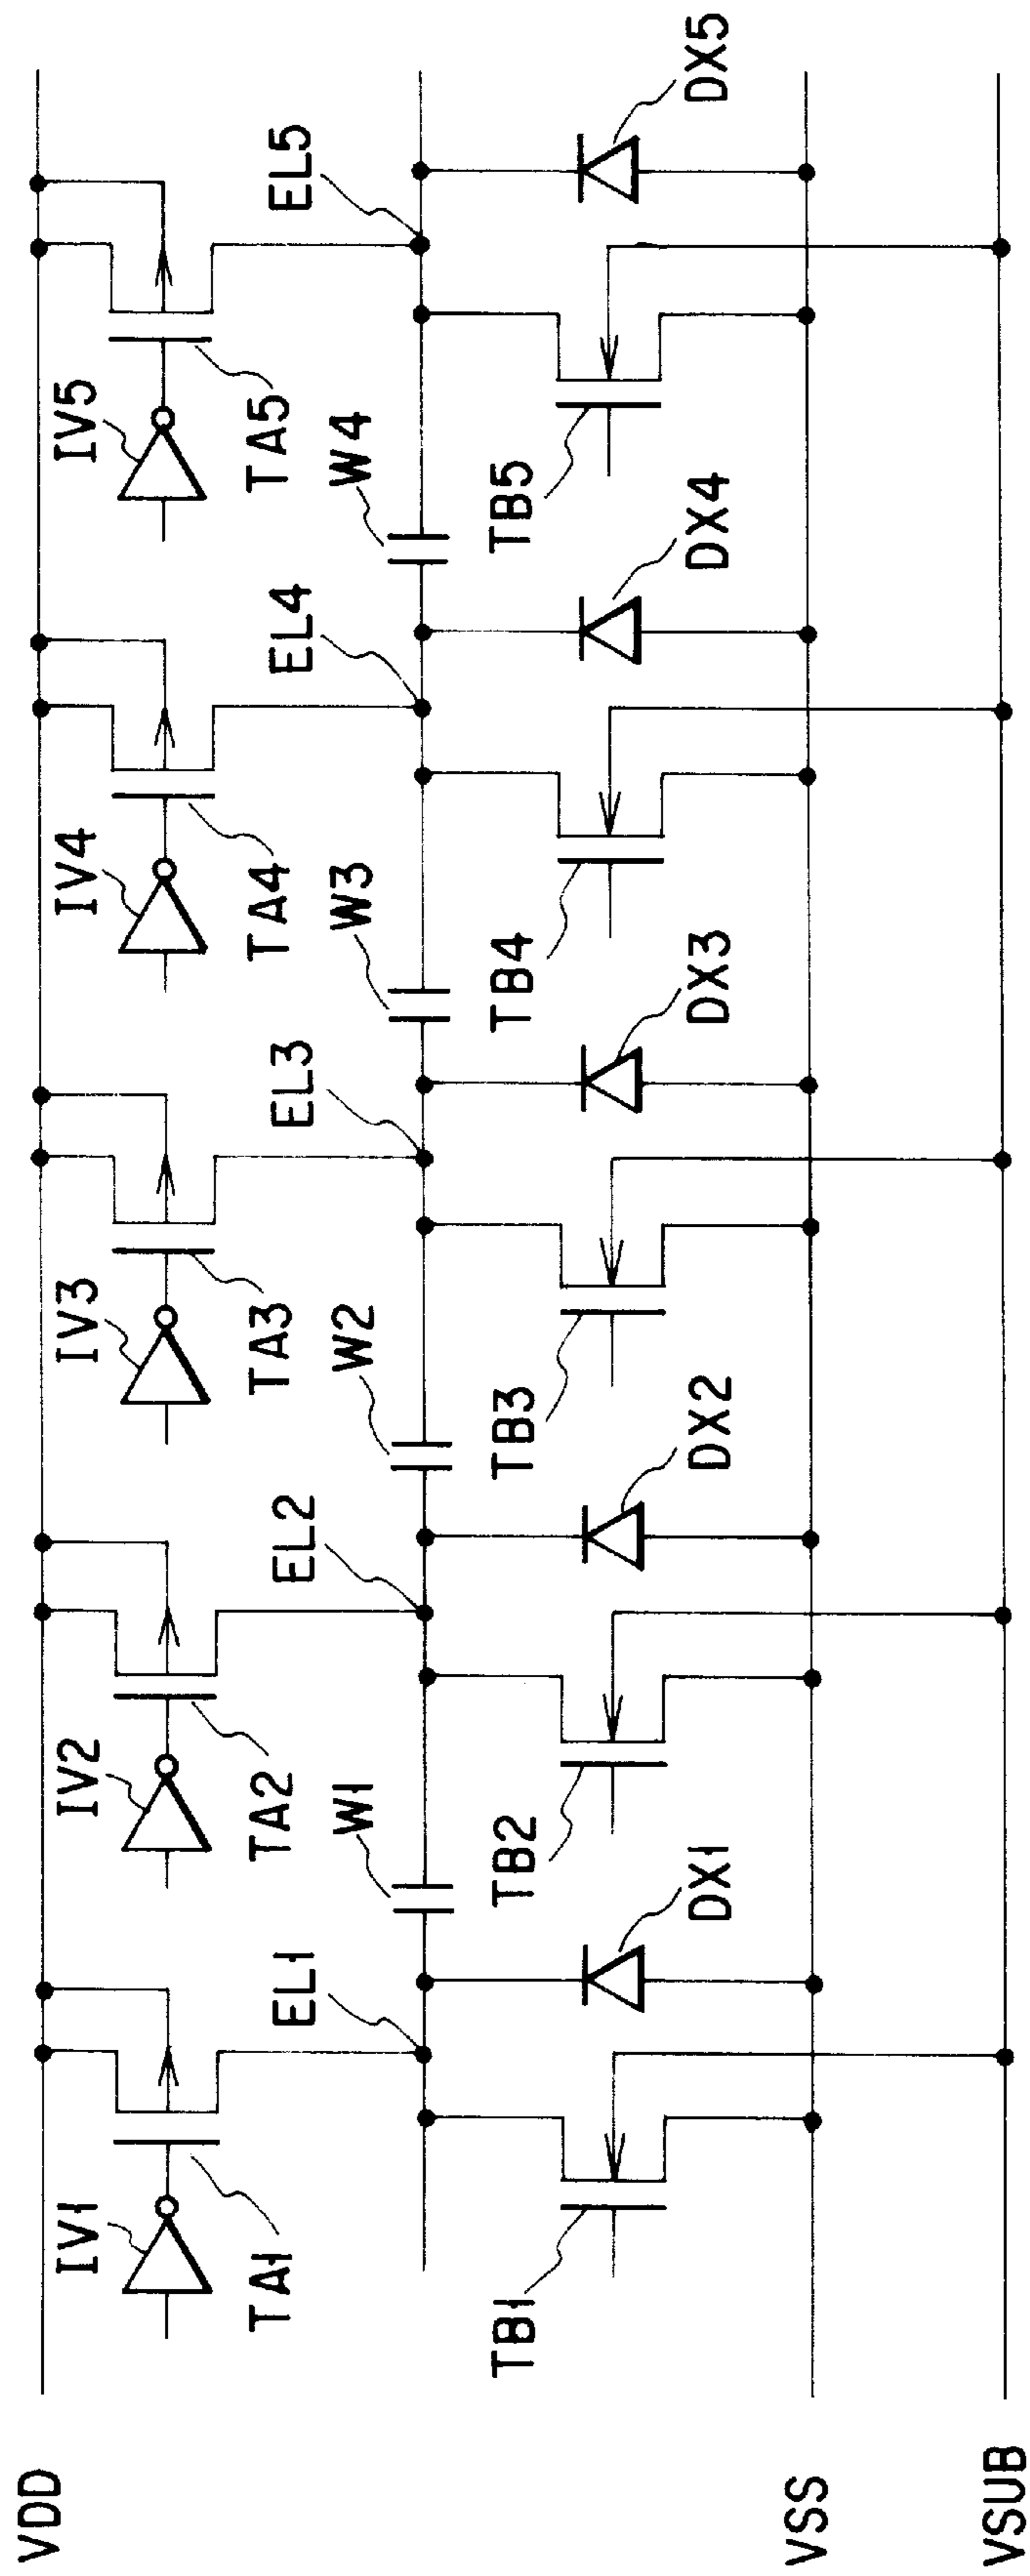 VDD
IV1
IV2
IV3
IV4
IV5
TA1
TA2
TA3
TA4
TA5
EL1
EL2
EL3
EL4
EL5
W1
W2
W3
W4
TB1
TB2
TB3
TB4
TB5
DX1
DX2
DX3
DX4
DX5
VSS
VSUB